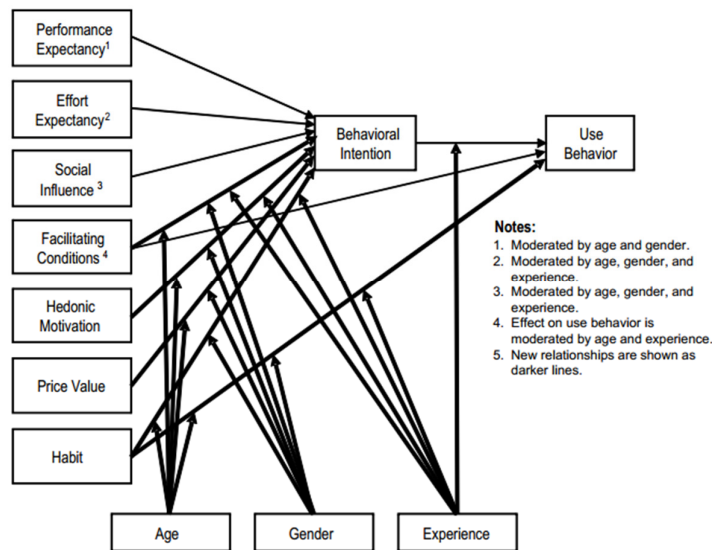 Performance
Expectancy1
Effort
Expectancy2
Social
Influence 3
Facilitating
Conditions 4
Hedonic
Motivation
Price Value
Habit
Behavioral
Intention
Use
Behavior
Notes:
1. Moderated by age and gender.
2. Moderated by age, gender, and
experience.
3. Moderated by age, gender, and
experience.
4. Effect on use behavior is
moderated by age and experience.
5. New relationships are shown as
darker lines.
Age
Gender
Experience